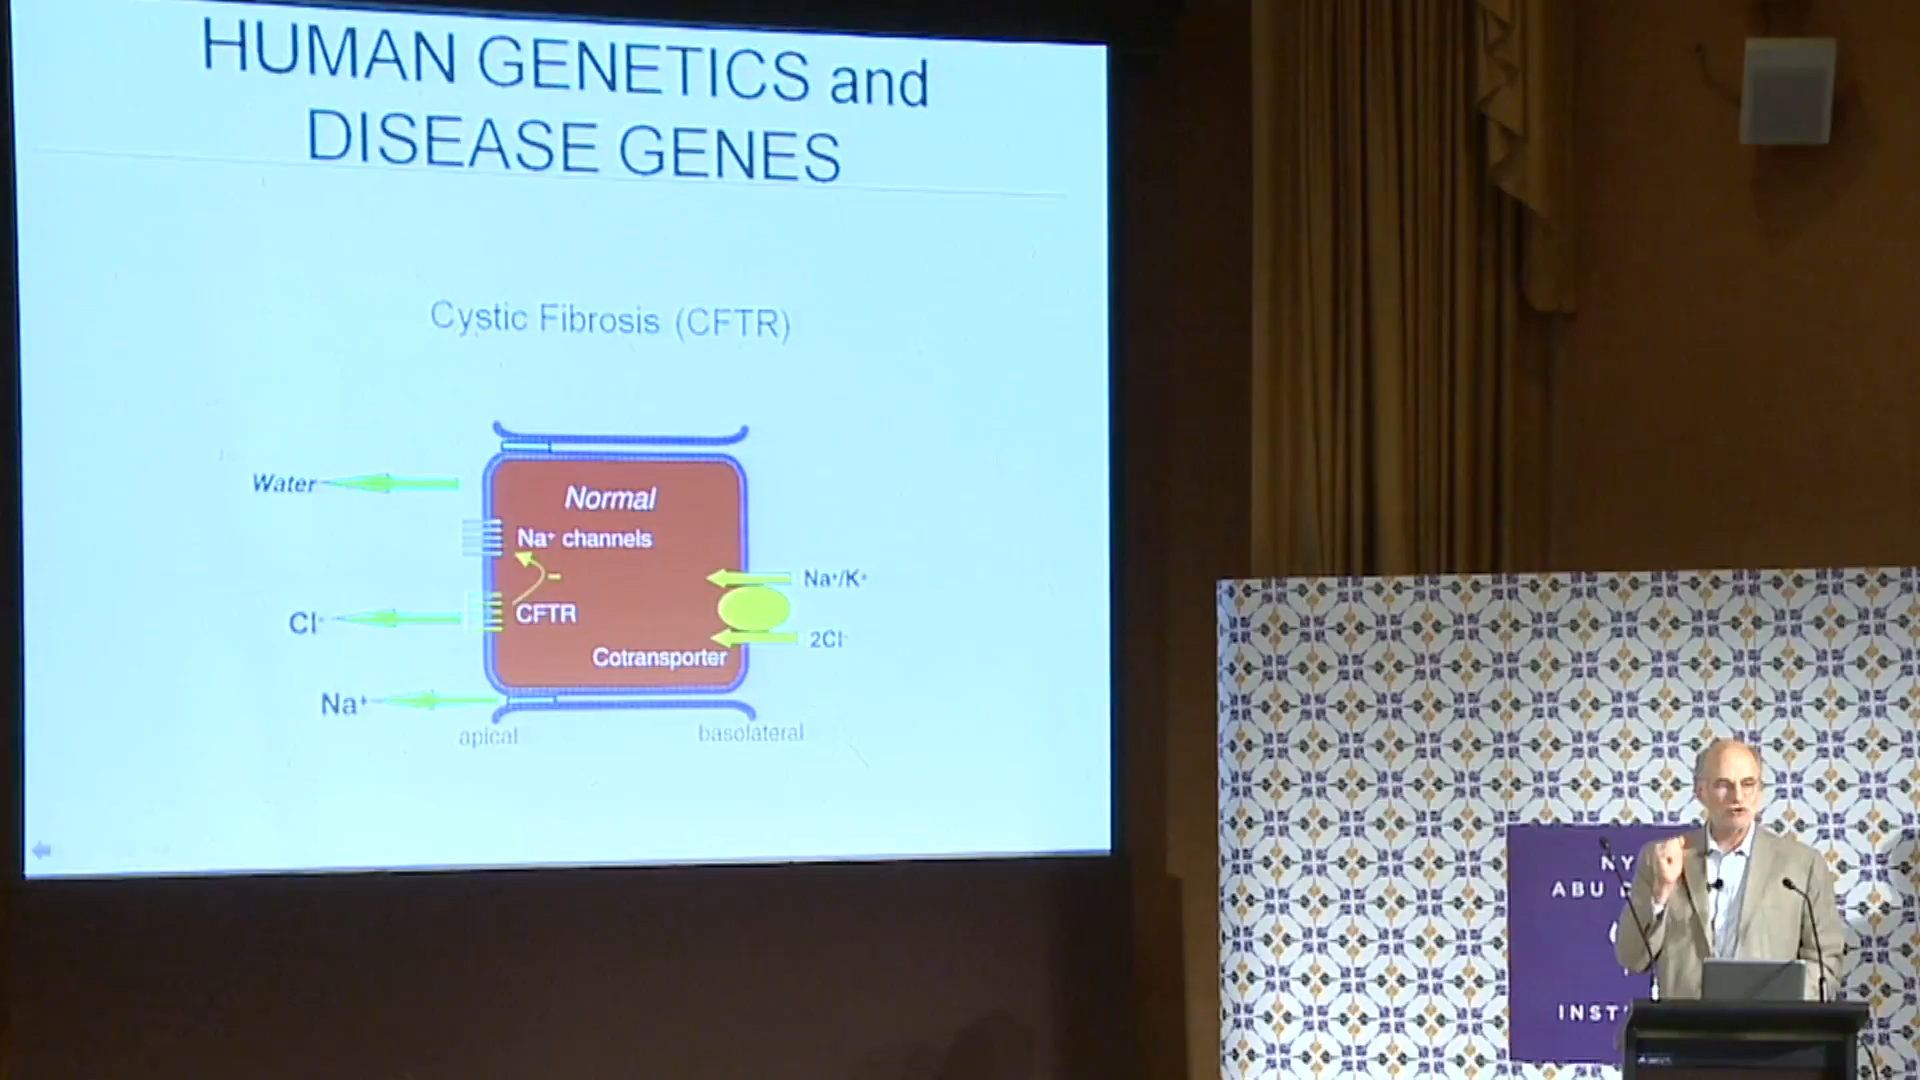 HUMAN GENETICS and
DISEASE GENES
Cystic Fibrosis (CFTR)
Water
Normal
Na⁺ channels
−
Na⁺/K⁺
CFTR
Cl⁻
2Cl⁻
Cotransporter
Na⁺
apical
basolateral
NY
ABU
INST